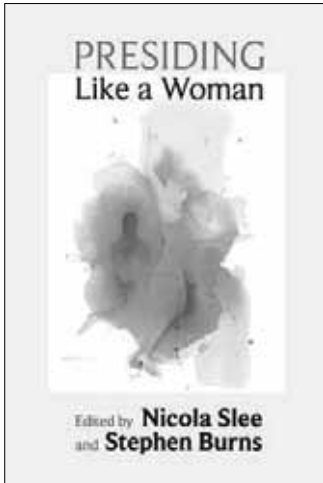 PRESIDING
Like a Woman
Edited by Nicola Slee
and Stephen Burns